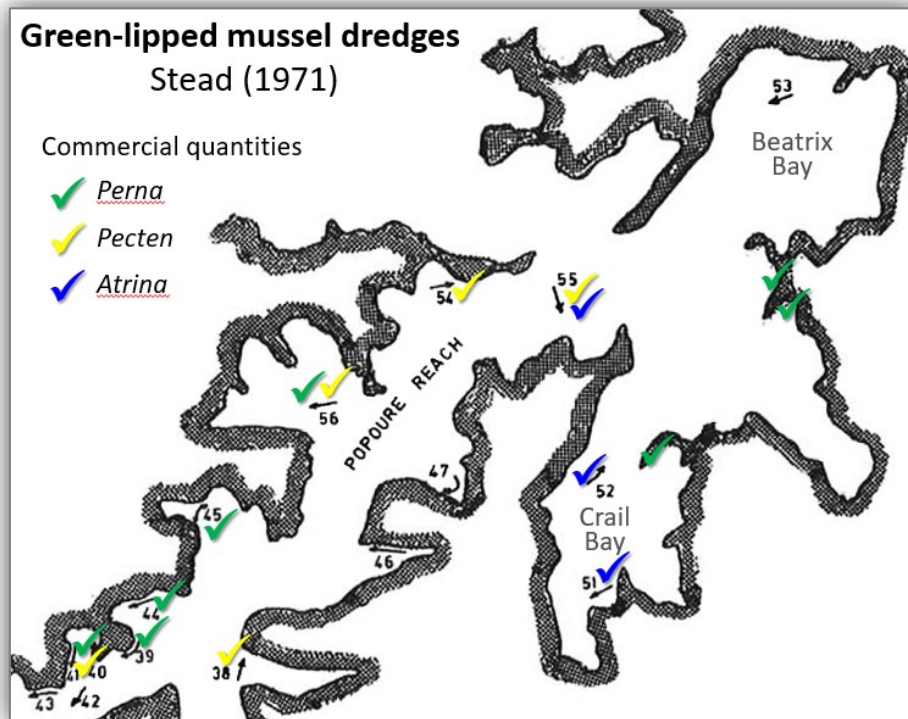 Green-lipped mussel dredges
Stead (1971)
Commercial quantities
Perna
Pecten
Atrina
53
Beatrix
Bay
54
55
56
POPOURE REACH
47
52
45
Crail
Bay
46
51
44
39
41
40
38
43
42